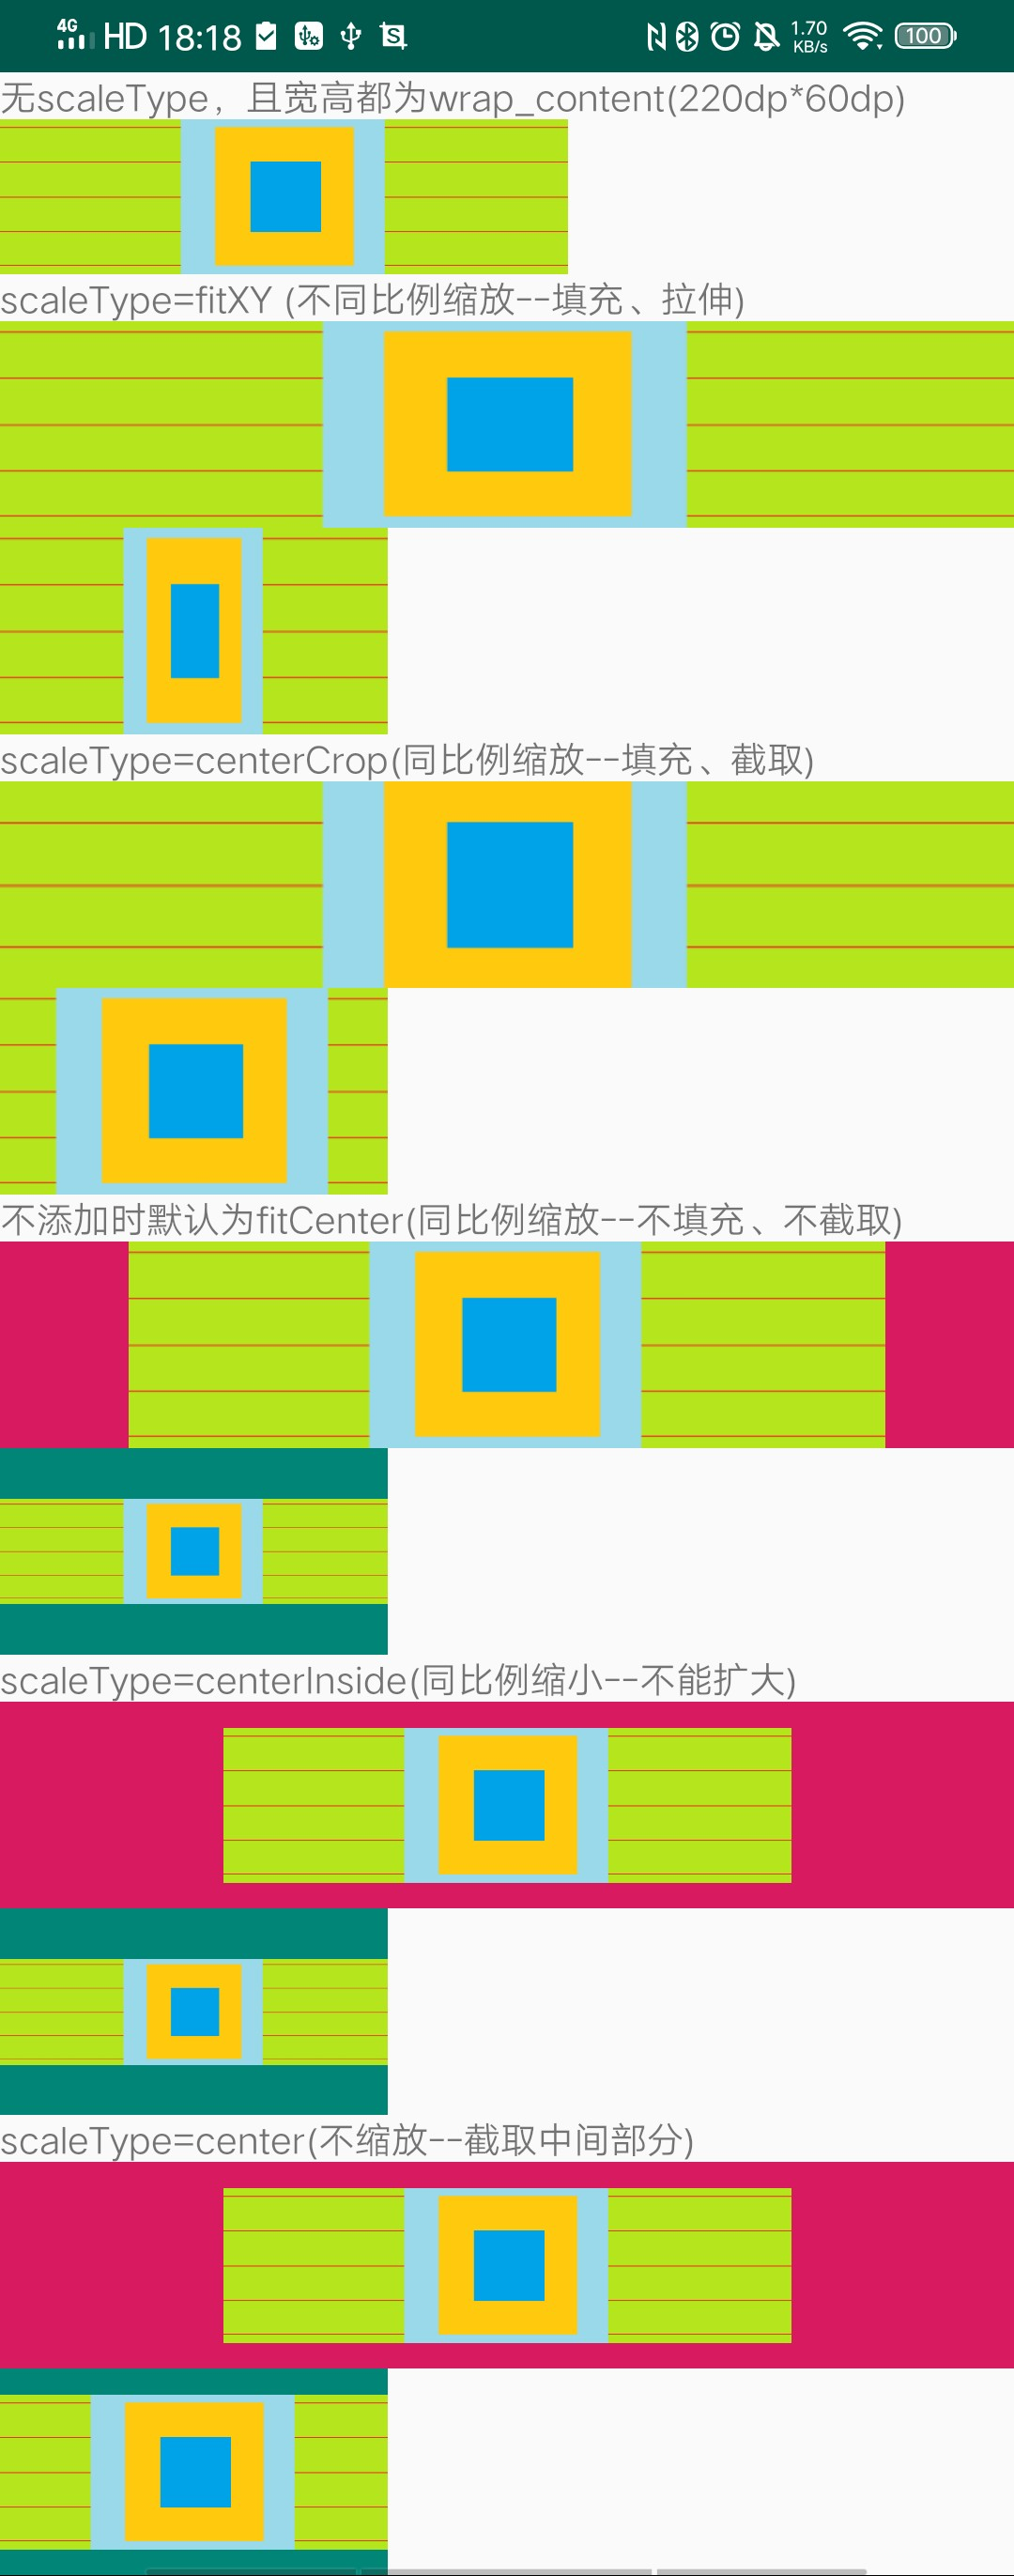 4G HD 18:18 S 1.70 KB/s 100
无scaleType，且宽高都为wrap_content(220dp*60dp)
scaleType=fitXY (不同比例缩放--填充、拉伸)
scaleType=centerCrop(同比例缩放--填充、截取)
不添加时默认为fitCenter(同比例缩放--不填充、不截取)
scaleType=centerInside(同比例缩小--不能扩大)
scaleType=center(不缩放--截取中间部分)